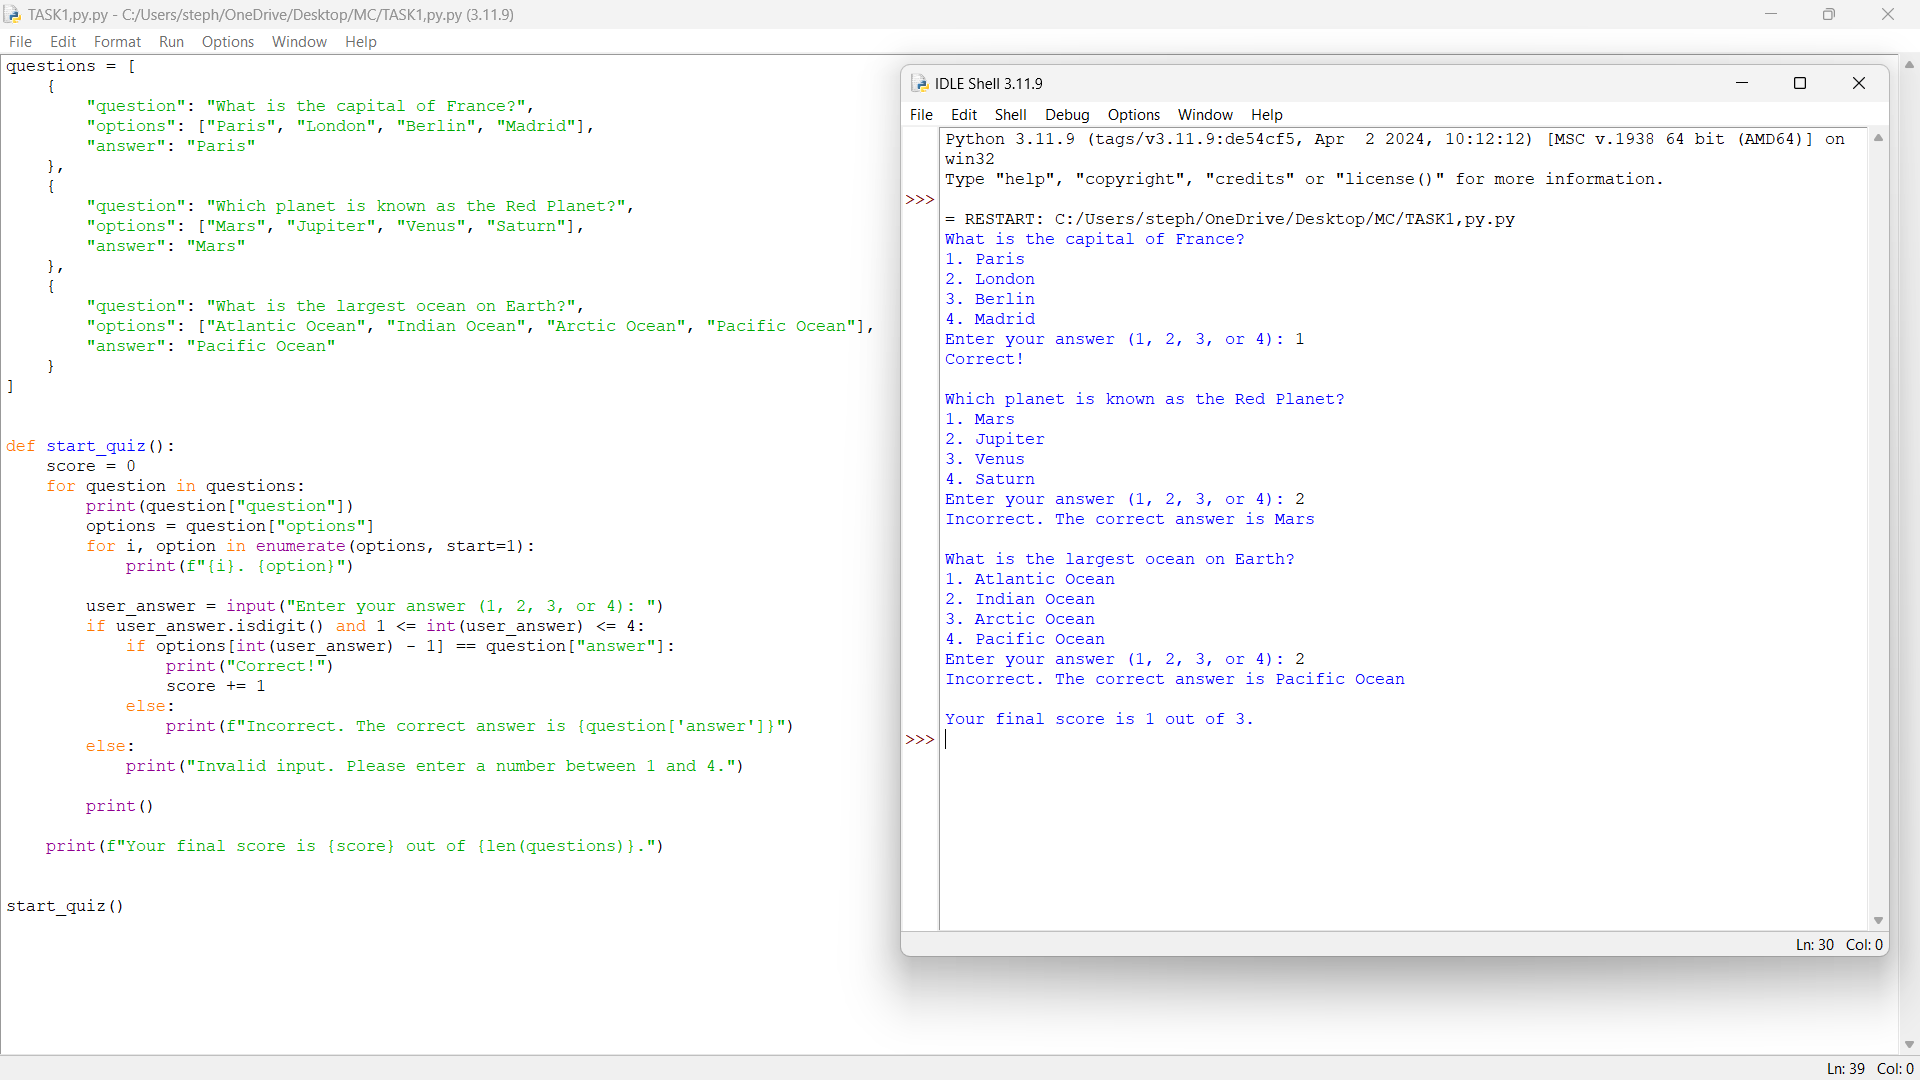 TASK1,py.py - C:/Users/steph/OneDrive/Desktop/MC/TASK1,py.py (3.11.9)
File Edit Format Run Options Window Help
questions = [
    {
        "question": "What is the capital of France?",
        "options": ["Paris", "London", "Berlin", "Madrid"],
        "answer": "Paris"
    },
    {
        "question": "Which planet is known as the Red Planet?",
        "options": ["Mars", "Jupiter", "Venus", "Saturn"],
        "answer": "Mars"
    },
    {
        "question": "What is the largest ocean on Earth?",
        "options": ["Atlantic Ocean", "Indian Ocean", "Arctic Ocean", "Pacific Ocean"],
        "answer": "Pacific Ocean"
    }
]
def start_quiz():
    score = 0
    for question in questions:
        print(question["question"])
        options = question["options"]
        for i, option in enumerate(options, start=1):
            print(f"{i}. {option}")
        user_answer = input("Enter your answer (1, 2, 3, or 4): ")
        if user_answer.isdigit() and 1 <= int(user_answer) <= 4:
            if options[int(user_answer) - 1] == question["answer"]:
                print("Correct!")
                score += 1
            else:
                print(f"Incorrect. The correct answer is {question['answer']}")
        else:
            print("Invalid input. Please enter a number between 1 and 4.")
        print()
    print(f"Your final score is {score} out of {len(questions)}.")
start_quiz()
IDLE Shell 3.11.9
File Edit Shell Debug Options Window Help
Python 3.11.9 (tags/v3.11.9:de54cf5, Apr  2 2024, 10:12:12) [MSC v.1938 64 bit (AMD64)] on
win32
Type "help", "copyright", "credits" or "license()" for more information.
>>>
= RESTART: C:/Users/steph/OneDrive/Desktop/MC/TASK1,py.py
What is the capital of France?
1. Paris
2. London
3. Berlin
4. Madrid
Enter your answer (1, 2, 3, or 4): 1
Correct!
Which planet is known as the Red Planet?
1. Mars
2. Jupiter
3. Venus
4. Saturn
Enter your answer (1, 2, 3, or 4): 2
Incorrect. The correct answer is Mars
What is the largest ocean on Earth?
1. Atlantic Ocean
2. Indian Ocean
3. Arctic Ocean
4. Pacific Ocean
Enter your answer (1, 2, 3, or 4): 2
Incorrect. The correct answer is Pacific Ocean
Your final score is 1 out of 3.
>>>
Ln: 30 Col: 0
Ln: 39 Col: 0